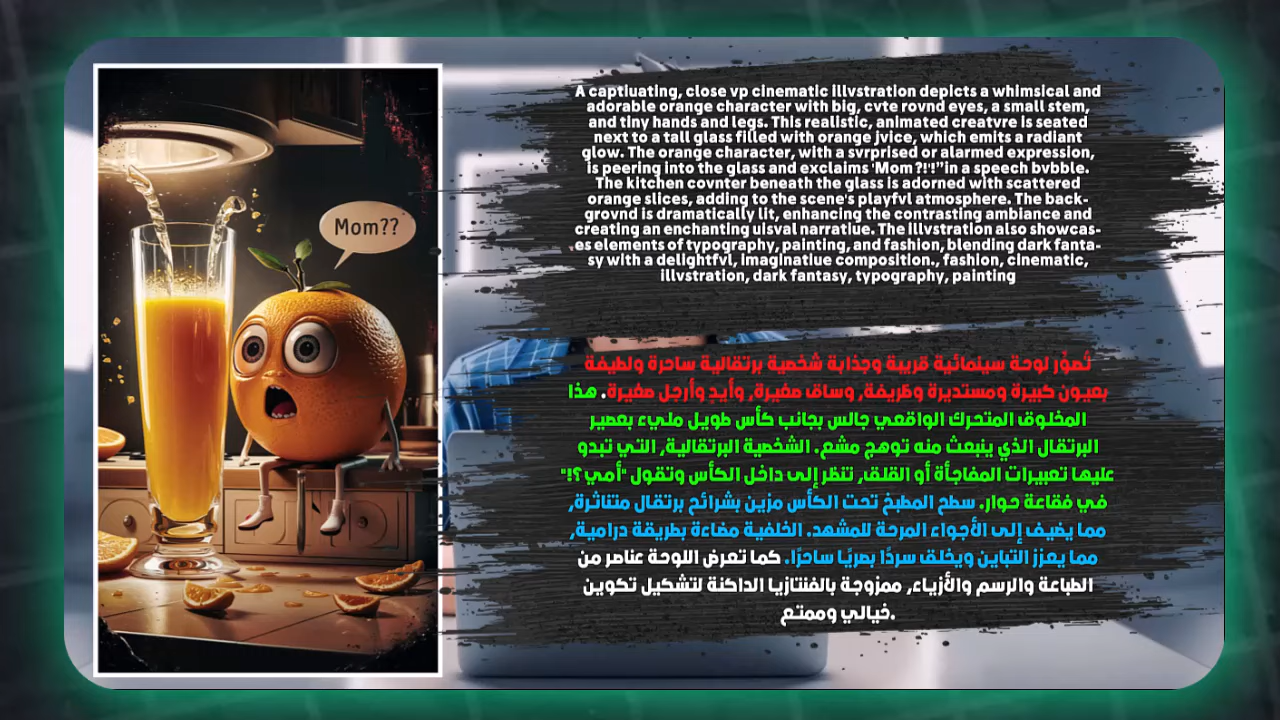 Mom??
A captiuating, close vp cinematic illvstration depicts a whimsical and
adorable orange character with big, cvte rovnd eyes, a small stem,
and tiny hands and legs. This realistic, animated creatvre is seated
next to a tall glass filled with orange jvice, which emits a radiant
glow. The orange character, with a svrprised or alarmed expression,
is peering into the glass and exclaims 'Mom?!'!''in a speech bvbble.
The kitchen covnter beneath the glass is adorned with scattered
orange slices, adding to the scene's playfvl atmosphere. The back-
grovnd is dramatically lit, enhancing the contrasting ambiance and
creating an enchanting uisval narratiue. The illvstration also showcas-
es elements of typography, painting, and fashion, blending dark fanta-
sy with a delightfvl, imaginatiue composition., fashion, cinematic,
illvstration, dark fantasy, typography, painting
تُصوِّر لوحة سينمائية قريبة وجذابة شخصية برتقالية ساحرة ولطيفة
بعيون كبيرة ومستديرة وظريفة, وساق صغيرة, وأيدٍ وأرجل صغيرة. هذا
المخلوق المتحرك الواقعي جالس بجانب كأس طويل مليء بعصير
البرتقال الذي ينبعث منه توهج مشع. الشخصية البرتقالية, التي تبدو
عليها تعبيرات المفاجأة أو القلق, تنظر إلى داخل الكأس وتقول "أمي؟!"
في فقاعة حوار. سطح المطبخ تحت الكأس مزين بشرائح برتقال متناثرة,
مما يضيف إلى الأجواء المرحة للمشهد. الخلفية مضاءة بطريقة درامية,
مما يعزز التباين ويخلق سردًا بصريًا ساحرًا. كما تعرض اللوحة عناصر من
الطباعة والرسم والأزياء, ممزوجة بالفنتازيا الداكنة لتشكيل تكوين
خيالي وممتع.